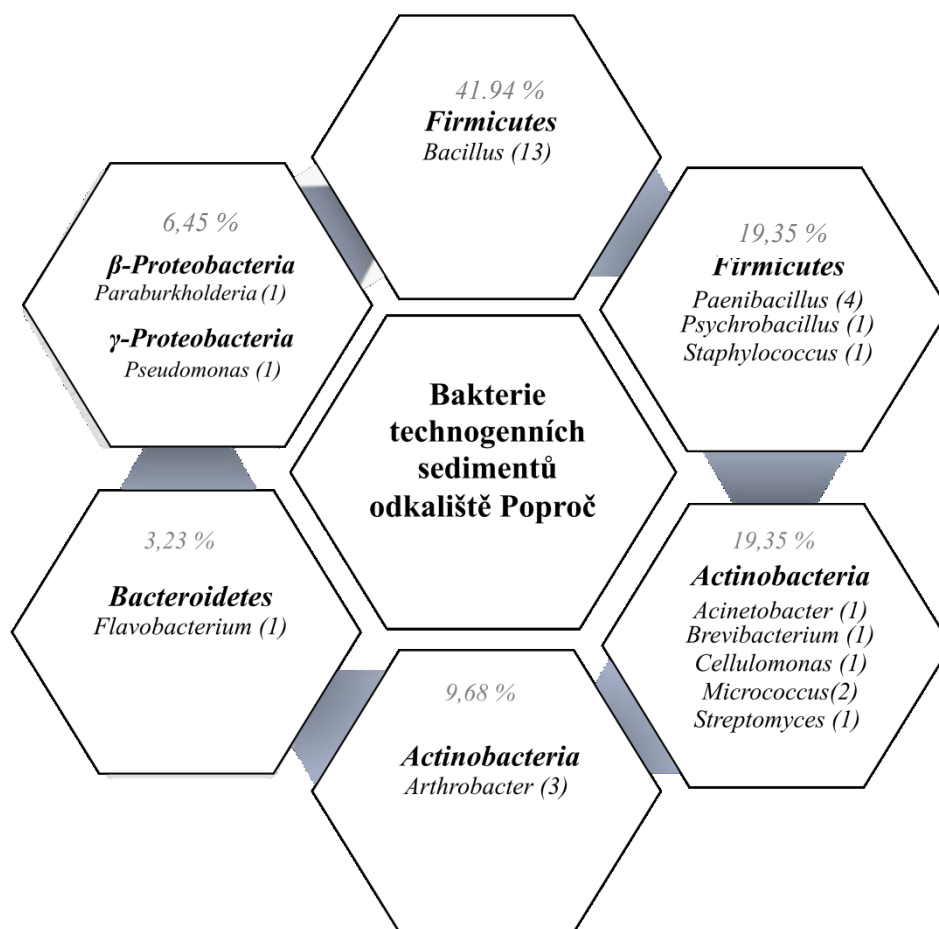 41.94 %
Firmicutes
Bacillus (13)
19,35 %
Firmicutes
Paenibacillus (4)
Psychrobacillus (1)
Staphylococcus (1)
19,35 %
Actinobacteria
Acinetobacter (1)
Brevibacterium (1)
Cellulomonas (1)
Micrococcus(2)
Streptomyces (1)
9,68 %
Actinobacteria
Arthrobacter (3)
3,23 %
Bacteroidetes
Flavobacterium (1)
6,45 %
β-Proteobacteria
Paraburkholderia (1)
γ-Proteobacteria
Pseudomonas (1)
Bakterie
technogenních
sedimentů
odkaliště Poproč